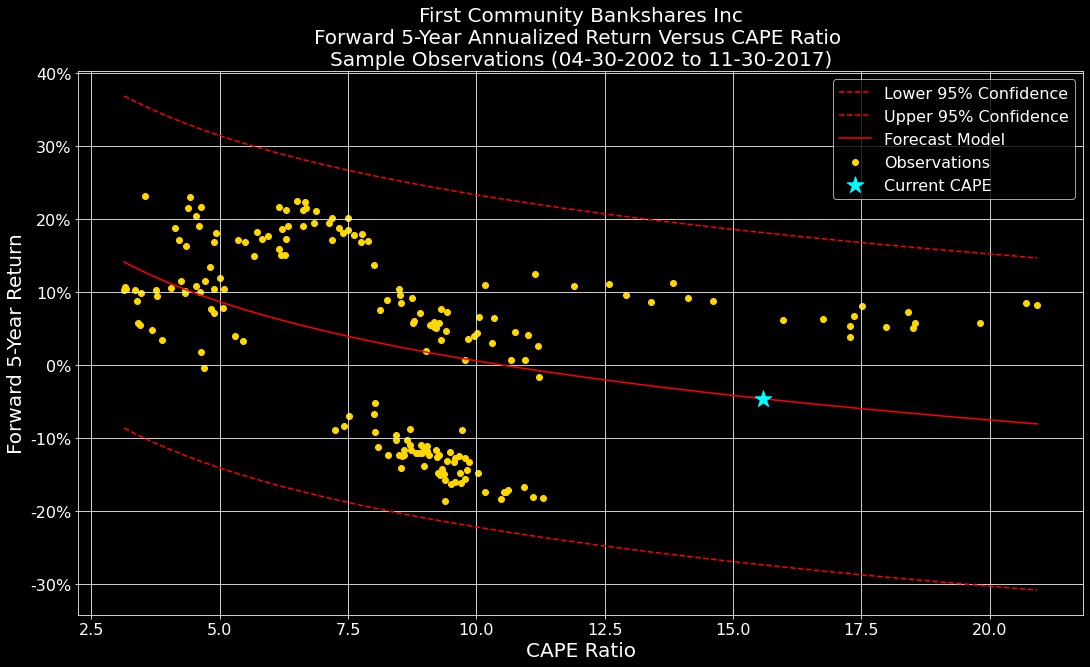 First Community Bankshares Inc
Forward 5-Year Annualized Return Versus CAPE Ratio
Sample Observations (04-30-2002 to 11-30-2017)
40%
30%
20%
10%
0%
-10%
-20%
-30%
Forward 5-Year Return
Lower 95% Confidence
Upper 95% Confidence
Forecast Model
Observations
Current CAPE
2.5 5.0 7.5 10.0 12.5 15.0 17.5 20.0
CAPE Ratio